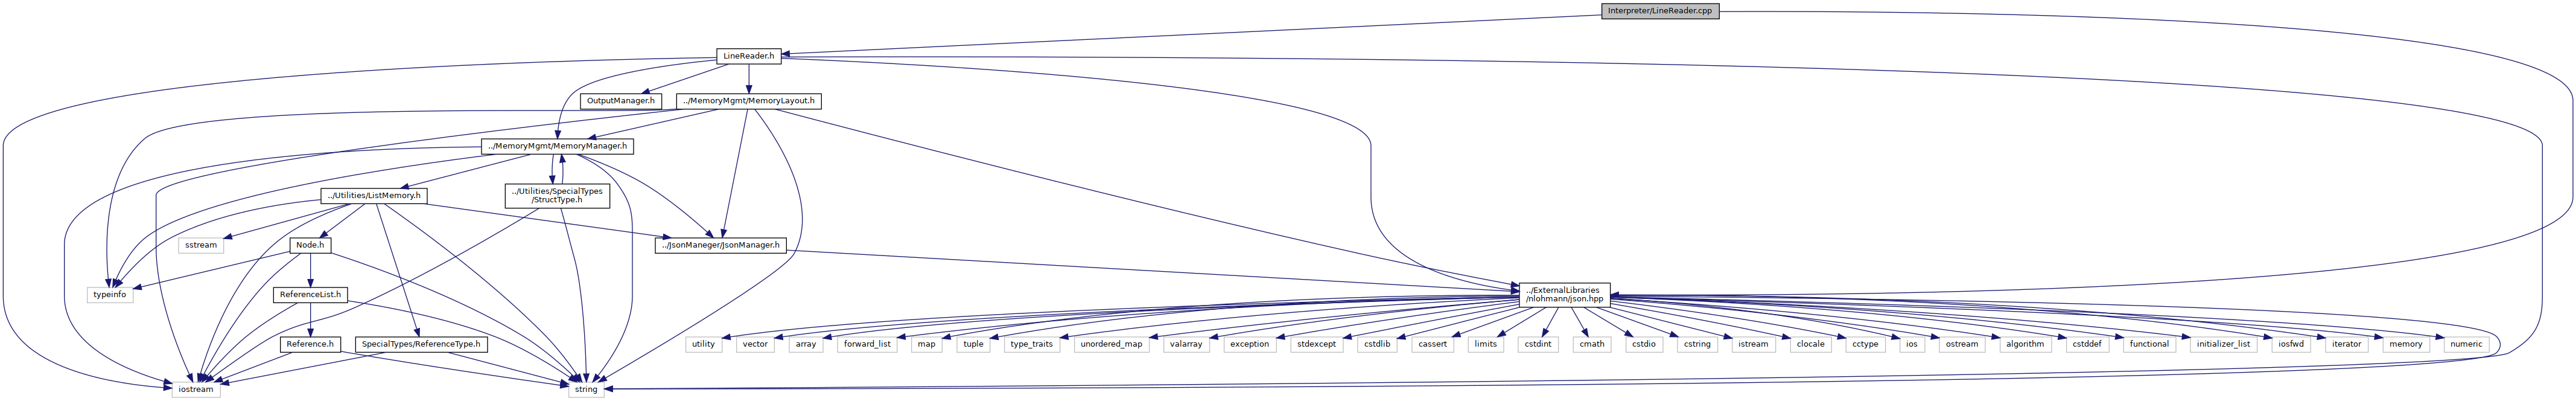 Interpreter/LineReader.cpp
LineReader.h
OutputManager.h
../MemoryMgmt/MemoryLayout.h
../MemoryMgmt/MemoryManager.h
../Utilities/ListMemory.h
../Utilities/SpecialTypes
/StructType.h
sstream
Node.h
../JsonManeger/JsonManager.h
typeinfo
ReferenceList.h
../ExternalLibraries
/nlohmann/json.hpp
Reference.h
SpecialTypes/ReferenceType.h
utility
vector
array
forward_list
map
tuple
type_traits
unordered_map
valarray
exception
stdexcept
cstdlib
cassert
limits
cstdint
cmath
cstdio
cstring
istream
clocale
cctype
ios
ostream
algorithm
cstddef
functional
initializer_list
iosfwd
iterator
memory
numeric
iostream
string